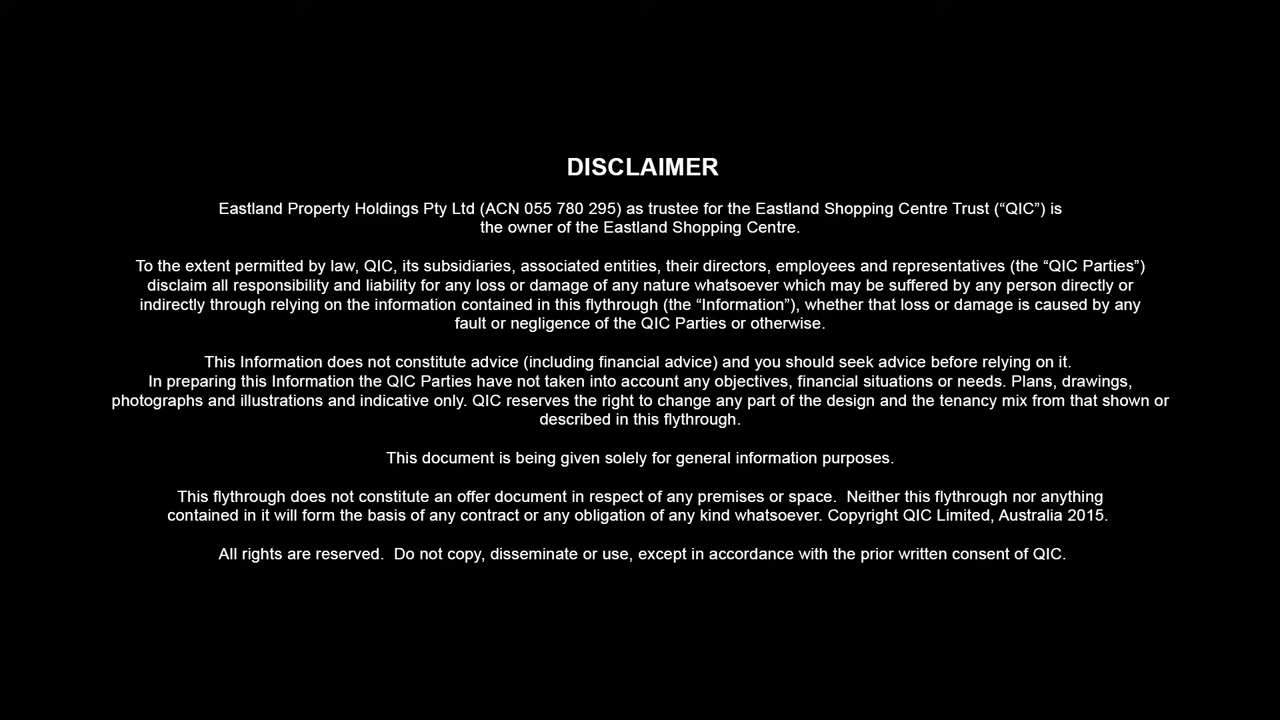 DISCLAIMER
Eastland Property Holdings Pty Ltd (ACN 055 780 295) as trustee for the Eastland Shopping Centre Trust (“QIC”) is
the owner of the Eastland Shopping Centre.
To the extent permitted by law, QIC, its subsidiaries, associated entities, their directors, employees and representatives (the “QIC Parties”)
disclaim all responsibility and liability for any loss or damage of any nature whatsoever which may be suffered by any person directly or
indirectly through relying on the information contained in this flythrough (the “Information”), whether that loss or damage is caused by any
fault or negligence of the QIC Parties or otherwise.
This Information does not constitute advice (including financial advice) and you should seek advice before relying on it.
In preparing this Information the QIC Parties have not taken into account any objectives, financial situations or needs. Plans, drawings,
photographs and illustrations and indicative only. QIC reserves the right to change any part of the design and the tenancy mix from that shown or
described in this flythrough.
This document is being given solely for general information purposes.
This flythrough does not constitute an offer document in respect of any premises or space.  Neither this flythrough nor anything
contained in it will form the basis of any contract or any obligation of any kind whatsoever. Copyright QIC Limited, Australia 2015.
All rights are reserved.  Do not copy, disseminate or use, except in accordance with the prior written consent of QIC.